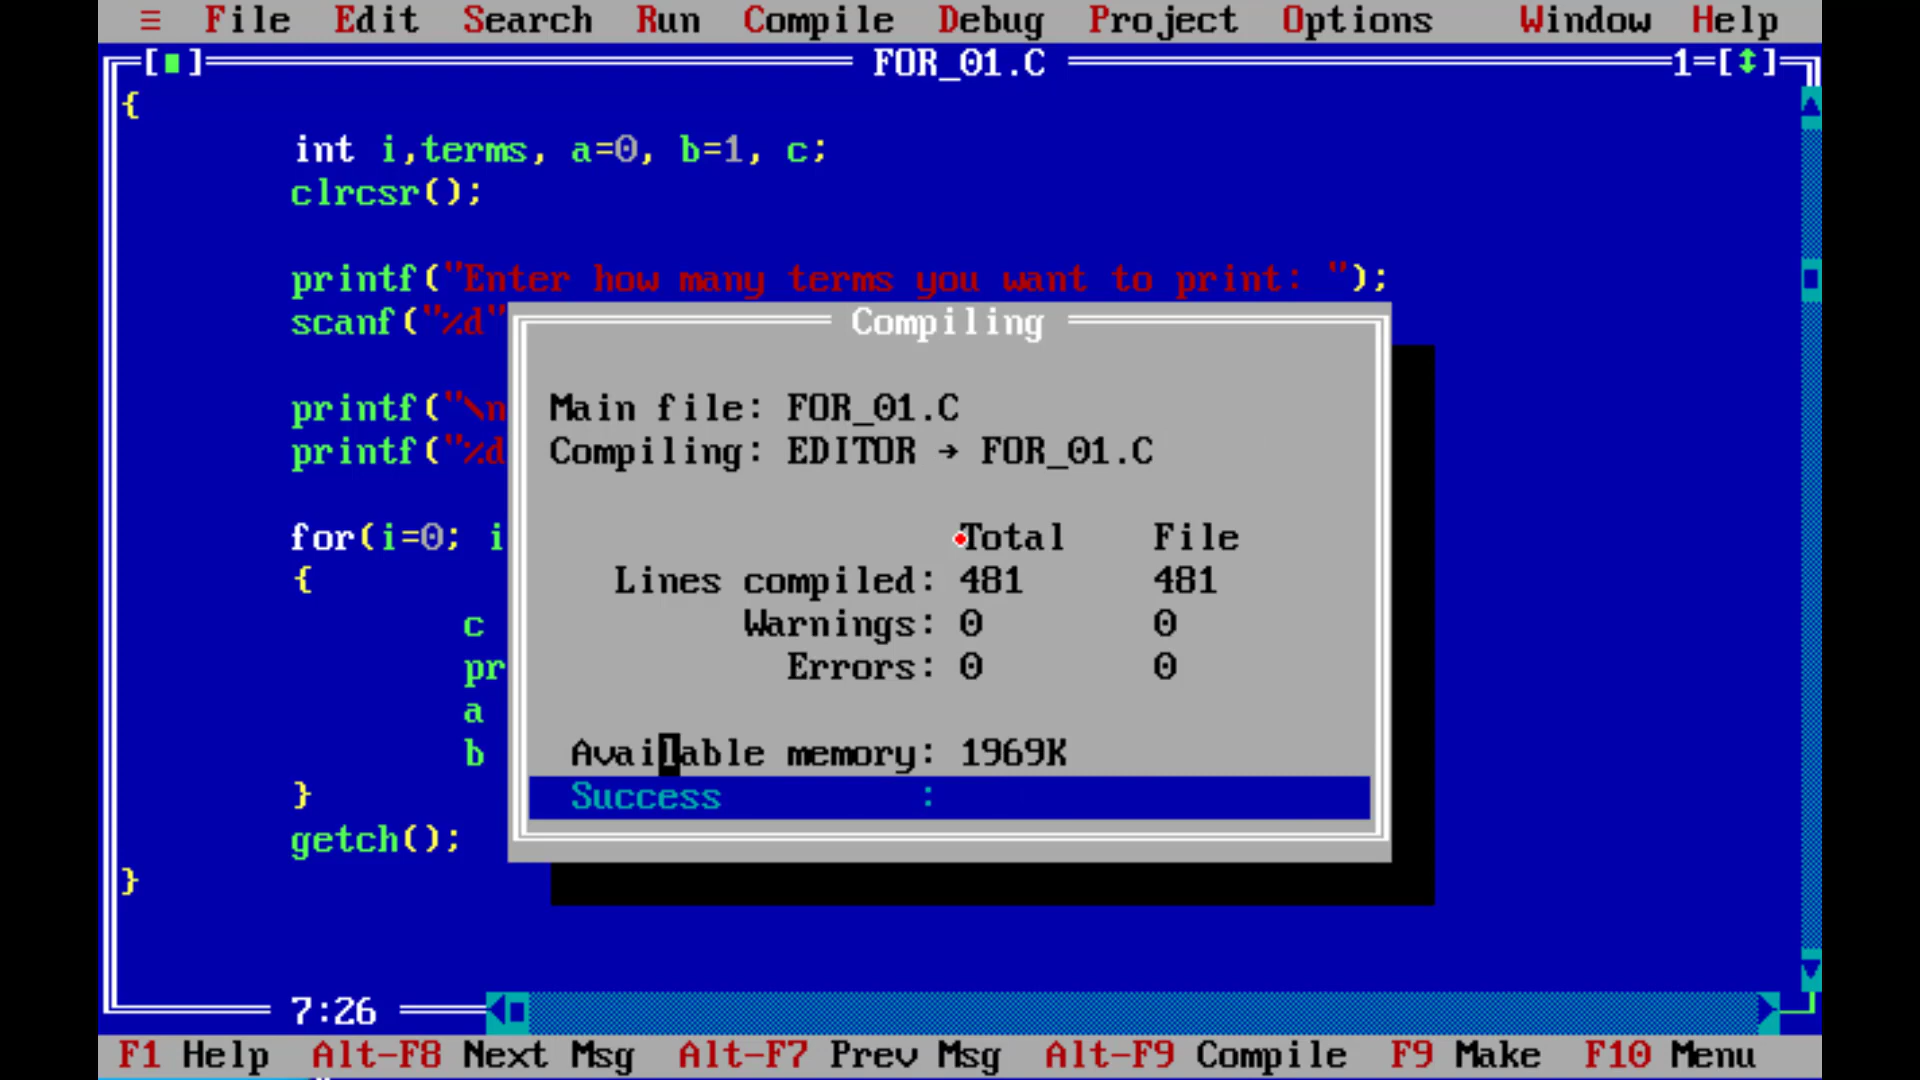 ≡ File Edit Search Run Compile Debug Project Options Window Help
[■] FOR_01.C 1=[↕]
{
int i,terms, a=0, b=1, c;
clrcsr();
printf("Enter how many terms you want to print: ");
scanf("%d"
Compiling
printf("\n
Main file: FOR_01.C
printf("%d
Compiling: EDITOR → FOR_01.C
for(i=0; i
Total File
{
Lines compiled: 481 481
c
Warnings: 0 0
pr
Errors: 0 0
a
b
Available memory: 1969K
}
Success :
getch();
}
7:26
F1 Help Alt-F8 Next Msg Alt-F7 Prev Msg Alt-F9 Compile F9 Make F10 Menu